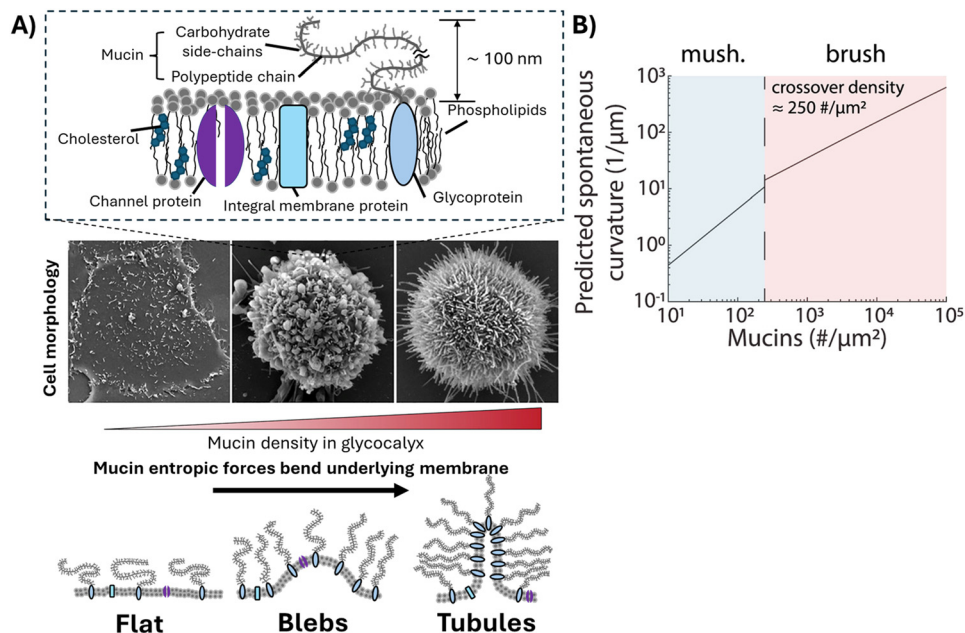 A)
Mucin
Carbohydrate
side-chains
Polypeptide chain
~ 100 nm
Phospholipids
Cholesterol
Channel protein
Integral membrane protein
Glycoprotein
Cell morphology
Mucin density in glycocalyx
Mucin entropic forces bend underlying membrane
Flat
Blebs
Tubules
B)
mush.
brush
crossover density
≈ 250 #/μm²
Predicted spontaneous
curvature (1/μm)
10³
10²
10¹
10⁰
10⁻¹
10¹
10²
10³
10⁴
10⁵
Mucins (#/μm²)